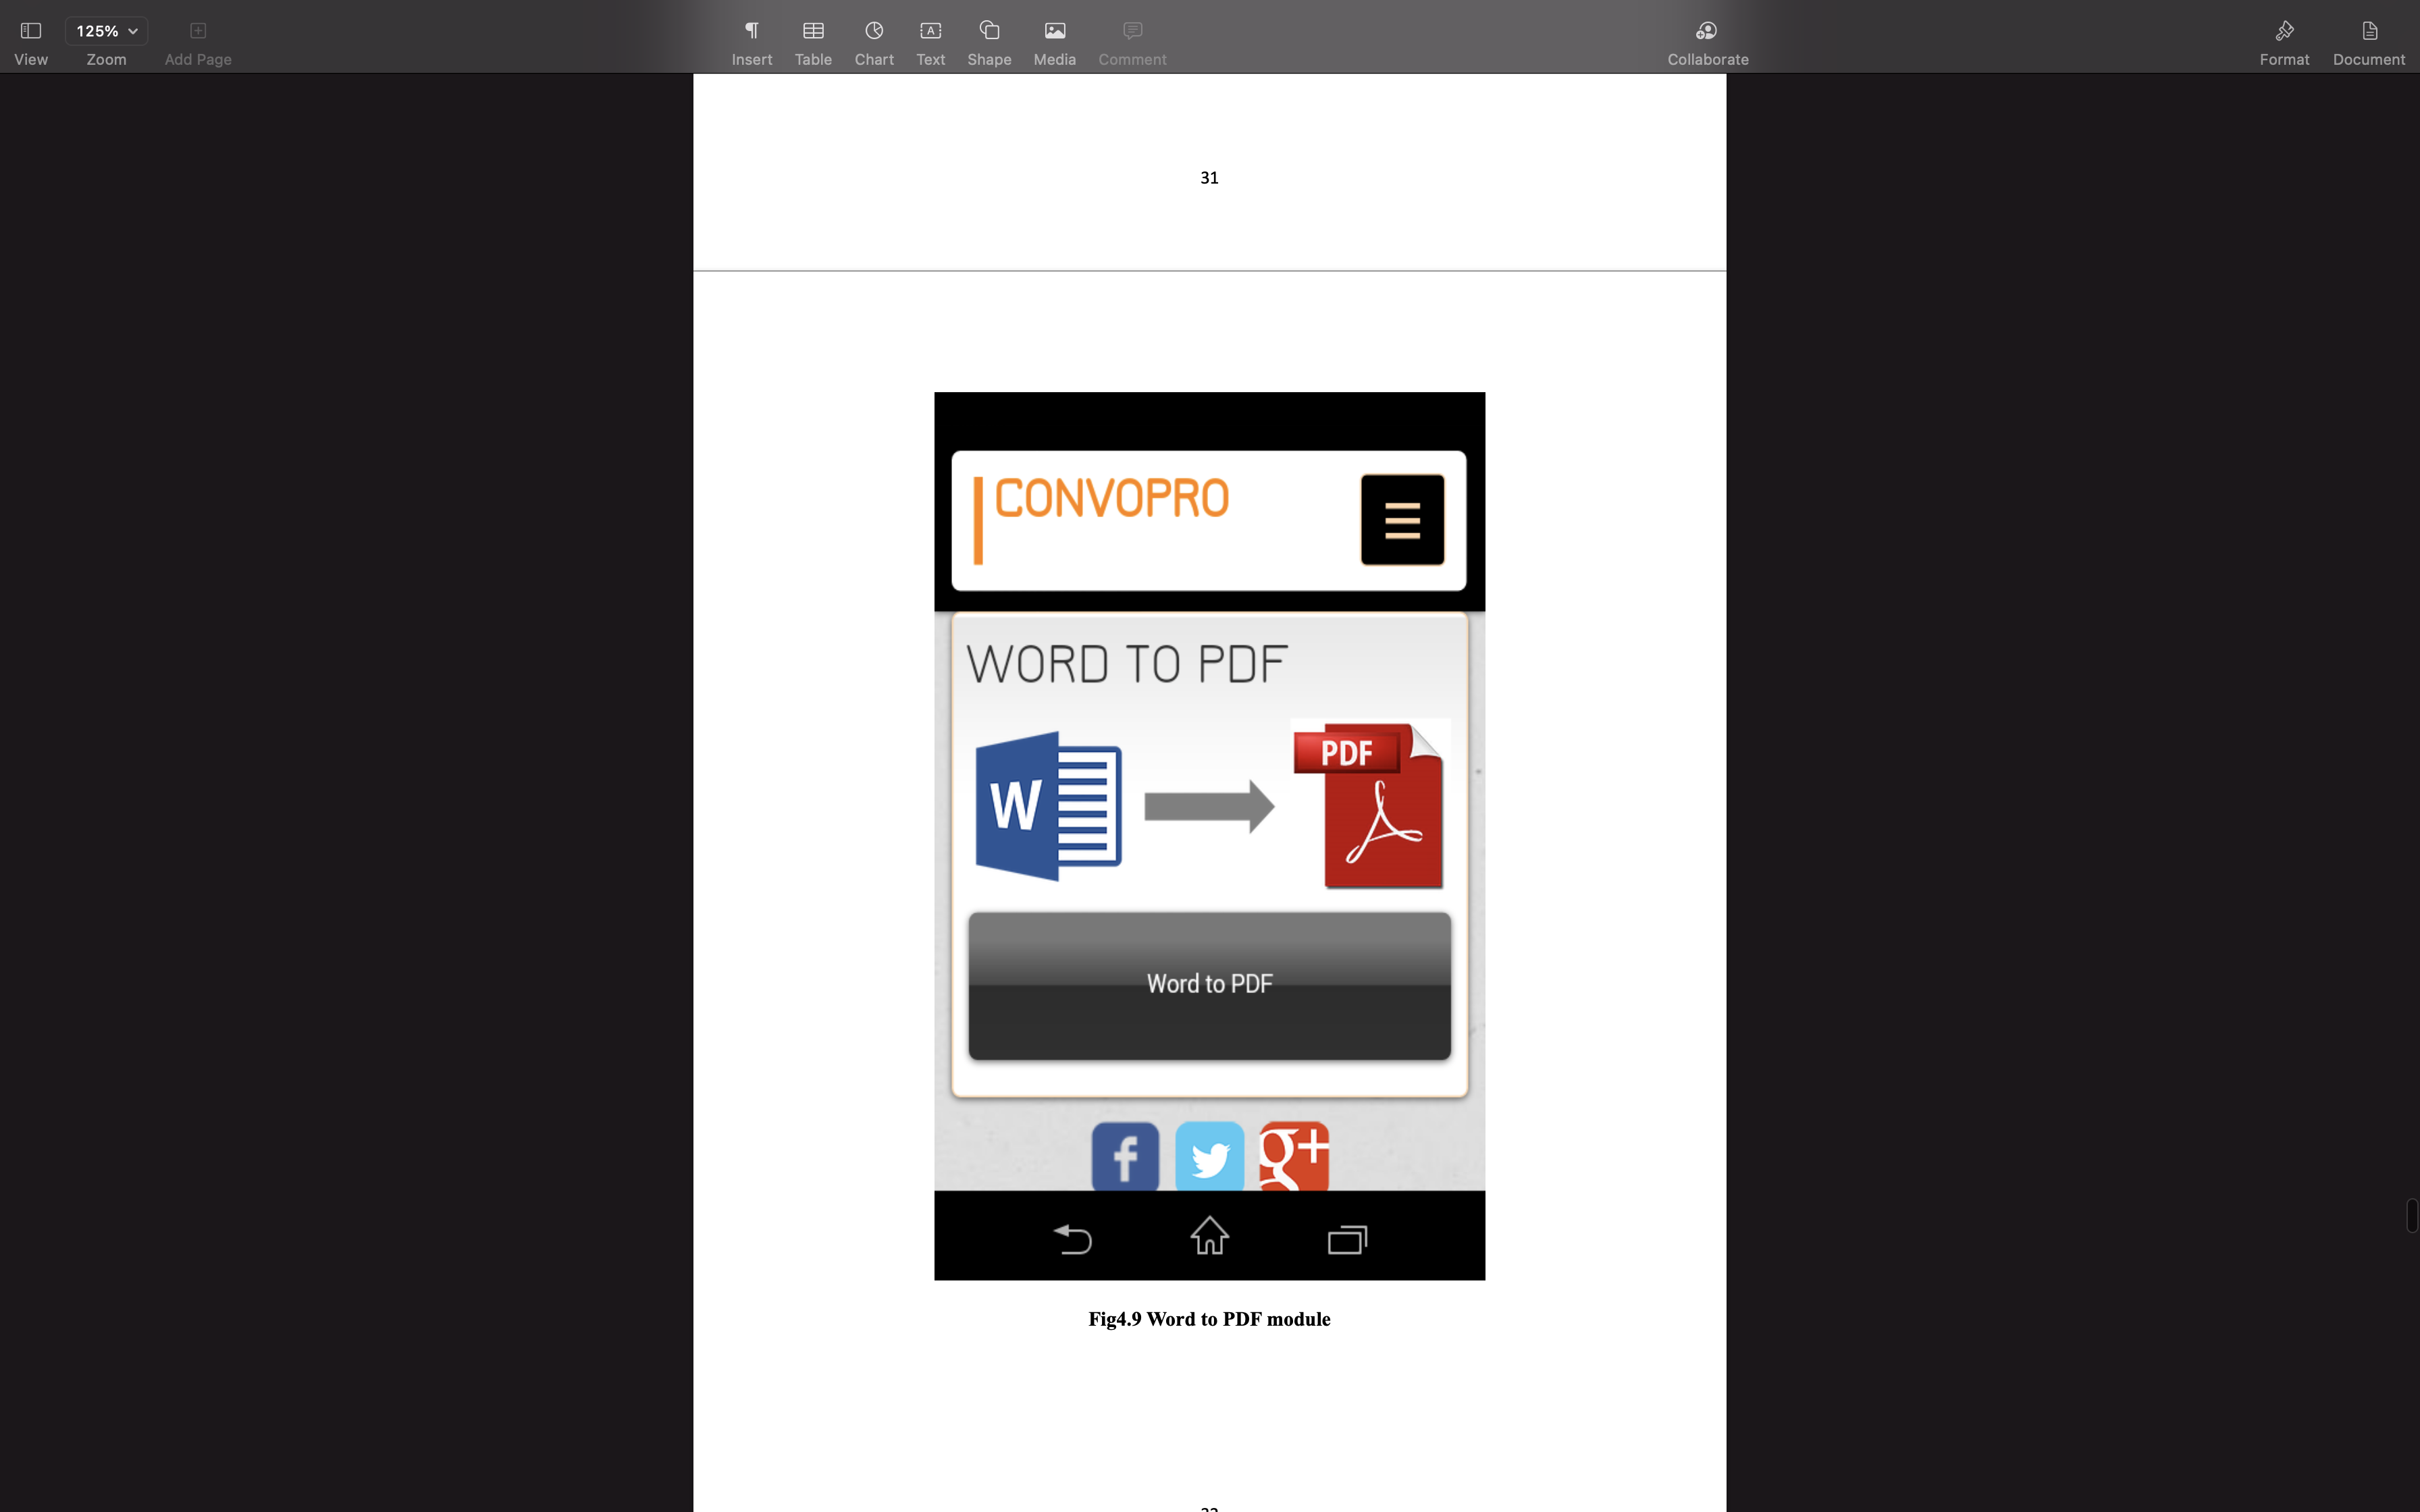 125%
View
Zoom
Add Page
Insert
Table
Chart
Text
Shape
Media
Comment
Collaborate
Format
Document
31
CONVOPRO
WORD TO PDF
W
PDF
Word to PDF
f
g+
Fig4.9 Word to PDF module